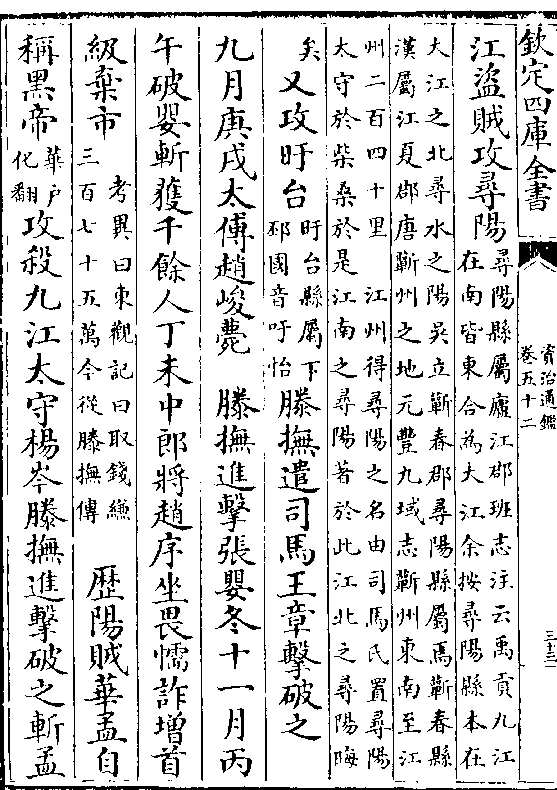 欽定四庫全書
資治通鑑
卷五十二
三十三
江盜賊攻尋陽
尋陽縣屬廬江郡班志注云禹貢九江
在南皆東合為大江余按尋陽縣本在
大江之北尋水之陽吳立蘄春郡尋陽縣屬焉蘄春縣
漢屬江夏郡唐蘄州之地元豐九域志蘄州東南至江
州二百四十里 江州得尋陽之名由司馬氏置尋陽
太守於柴桑於是江南之尋陽著於此江北之尋陽晦
矣
又攻盱台
盱台縣屬下
邳國音吁怡
滕撫遣司馬王章擊破之
九月庚戌太傅趙峻薨 滕撫進擊張嬰冬十一月丙
午破嬰斬獲千餘人丁未中郎將趙序坐畏懦詐增首
級棄市
考異曰東觀記曰取錢縑
三百七十五萬今從滕撫傳
歴陽賊華孟自
稱黑帝
華戶
化翻
攻殺九江太守楊岑滕撫進擊破之斬孟